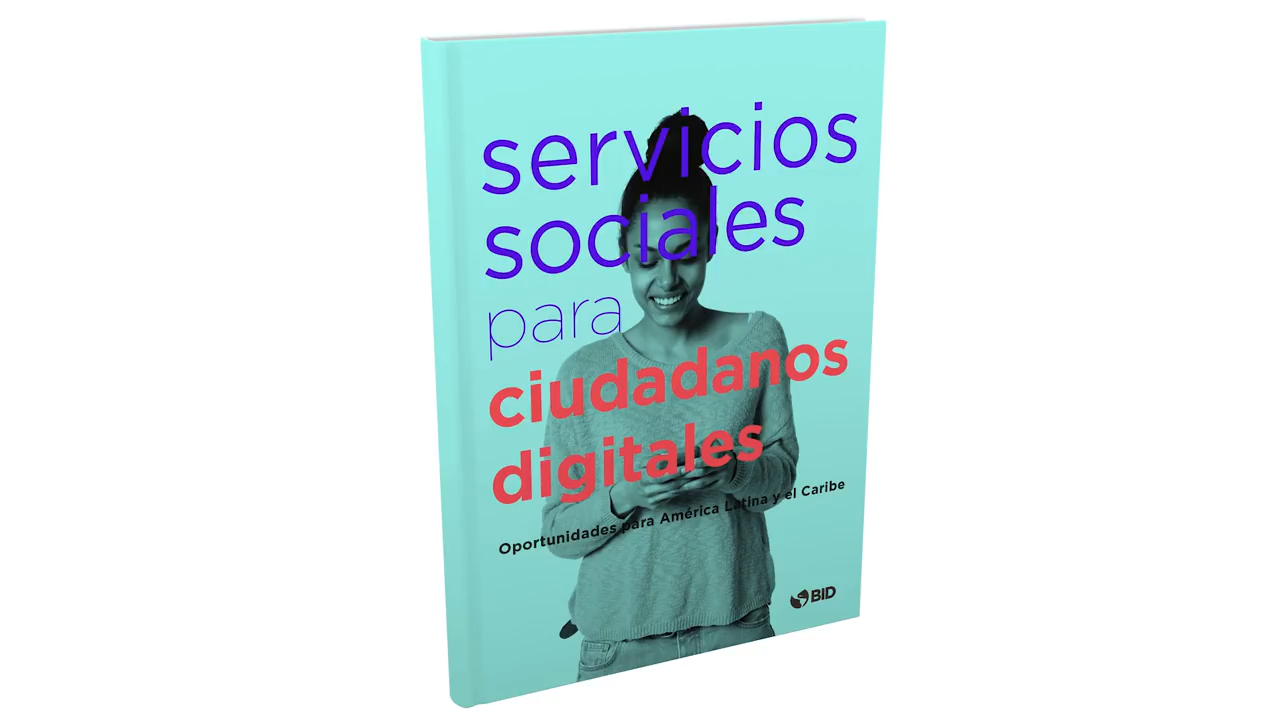 servicios
sociales
para
ciudadanos
digitales
Oportunidades para América Latina y el Caribe
BID